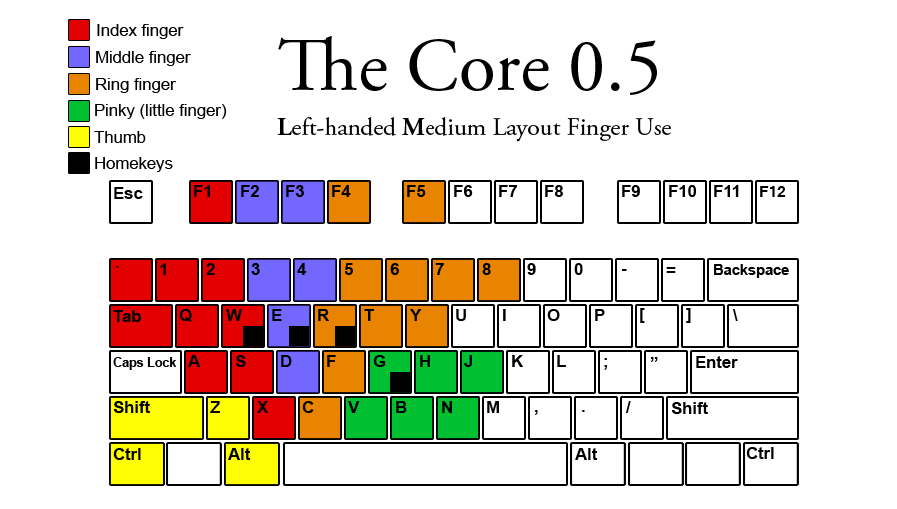 Index finger
Middle finger
Ring finger
Pinky (little finger)
Thumb
Homekeys
The Core 0.5
Left-handed Medium Layout Finger Use
Esc F1 F2 F3 F4 F5 F6 F7 F8 F9 F10 F11 F12
` 1 2 3 4 5 6 7 8 9 0 - = Backspace
Tab Q W E R T Y U I O P [ ] \
Caps Lock A S D F G H J K L ; ” Enter
Shift Z X C V B N M , . / Shift
Ctrl Alt Alt Ctrl